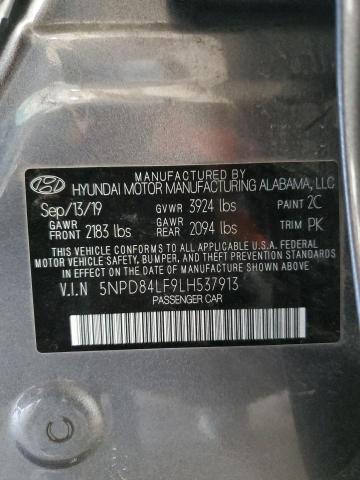 MANUFACTURED BY
HYUNDAI MOTOR MANUFACTURING ALABAMA, LLC
Sep/13/19 GVWR 3924 lbs PAINT 2C
GAWR FRONT 2183 lbs GAWR REAR 2094 lbs TRIM PK
THIS VEHICLE CONFORMS TO ALL APPLICABLE U.S.A. FEDERAL
MOTOR VEHICLE SAFETY, BUMPER, AND THEFT PREVENTION
STANDARDS IN EFFECT ON THE DATE OF MANUFACTURE SHOWN ABOVE.
V.I.N 5NPD84LF9LH537913
PASSENGER CAR